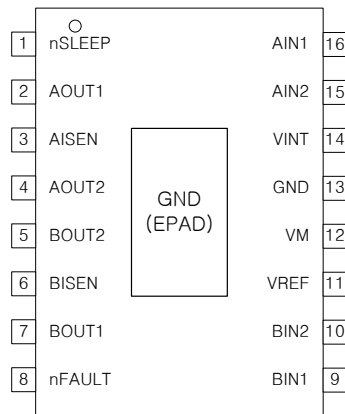 1 nSLEEP AIN1 16
2 AOUT1 AIN2 15
3 AISEN VINT 14
4 AOUT2 GND 13
GND
(EPAD)
5 BOUT2 VM 12
6 BISEN VREF 11
7 BOUT1 BIN2 10
8 nFAULT BIN1 9